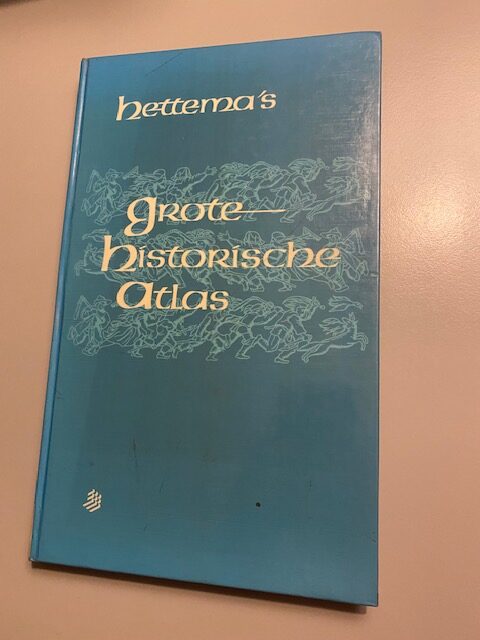 hettema's
grote
historische
atlas